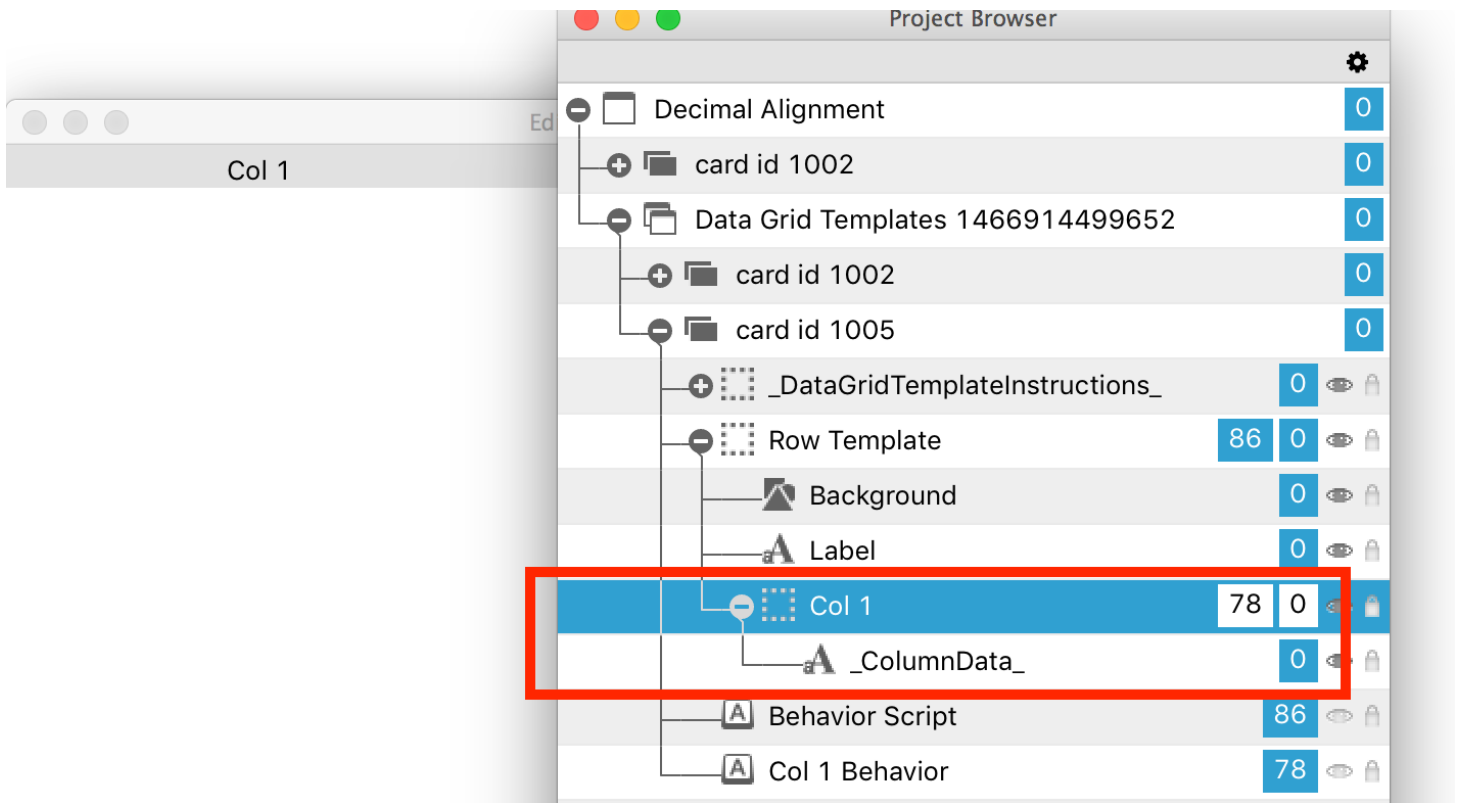 Project Browser
Decimal Alignment 0
Ed
card id 1002 0
Col 1
Data Grid Templates 1466914499652 0
card id 1002 0
card id 1005 0
_DataGridTemplateInstructions_ 0
Row Template 86 0
Background 0
Label 0
Col 1 78 0
_ColumnData_ 0
Behavior Script 86
Col 1 Behavior 78